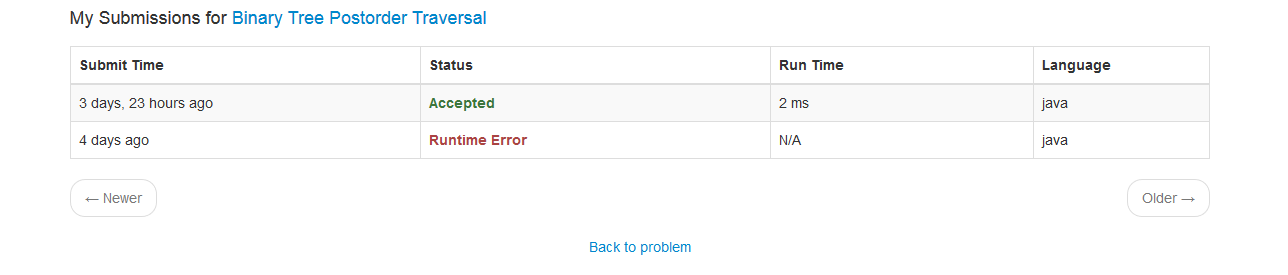 My Submissions for Binary Tree Postorder Traversal
Submit Time Status Run Time Language
3 days, 23 hours ago Accepted 2 ms java
4 days ago Runtime Error N/A java
← Newer Older →
Back to problem